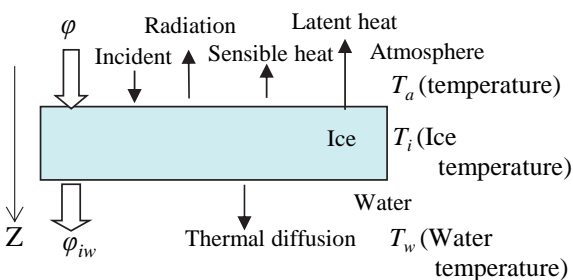 φ
Radiation
Latent heat
Incident
Sensible heat
Atmosphere
T_a (temperature)
Ice
T_i (Ice
temperature)
Z
Water
φ_iw
Thermal diffusion
T_w (Water
temperature)